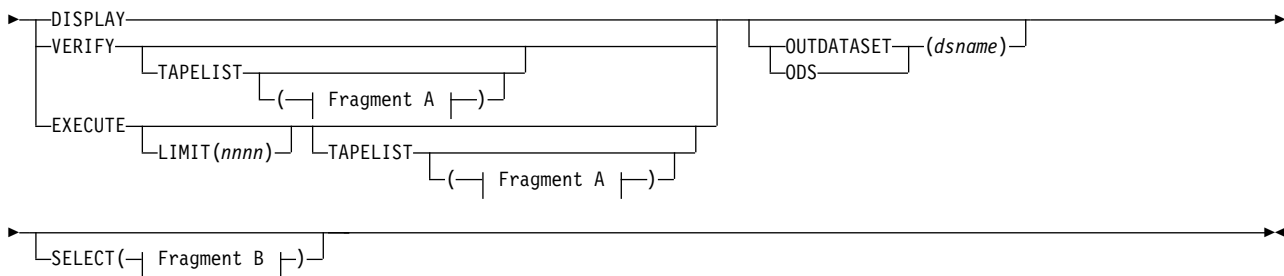 DISPLAY
VERIFY
TAPELIST
( Fragment A )
EXECUTE
LIMIT(nnnn)
TAPELIST
( Fragment A )
OUTDATASET (dsname)
ODS
SELECT( Fragment B )